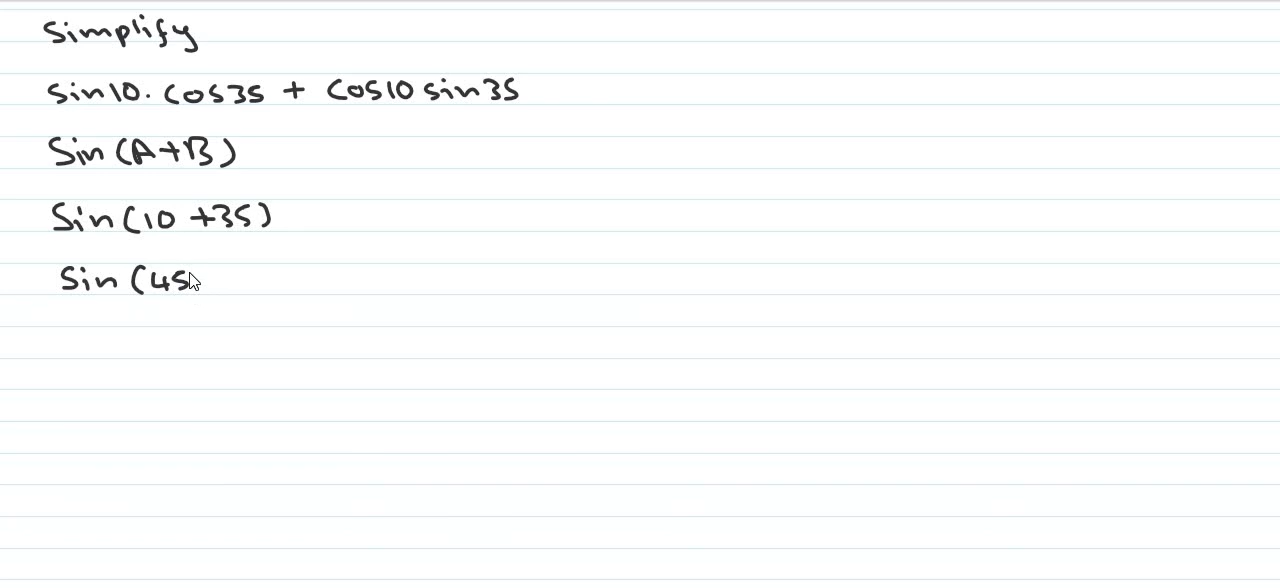 Simplify
Sin10. Cos35 + Cos10 sin35
Sin (A+B)
Sin (10 +35)
Sin (45